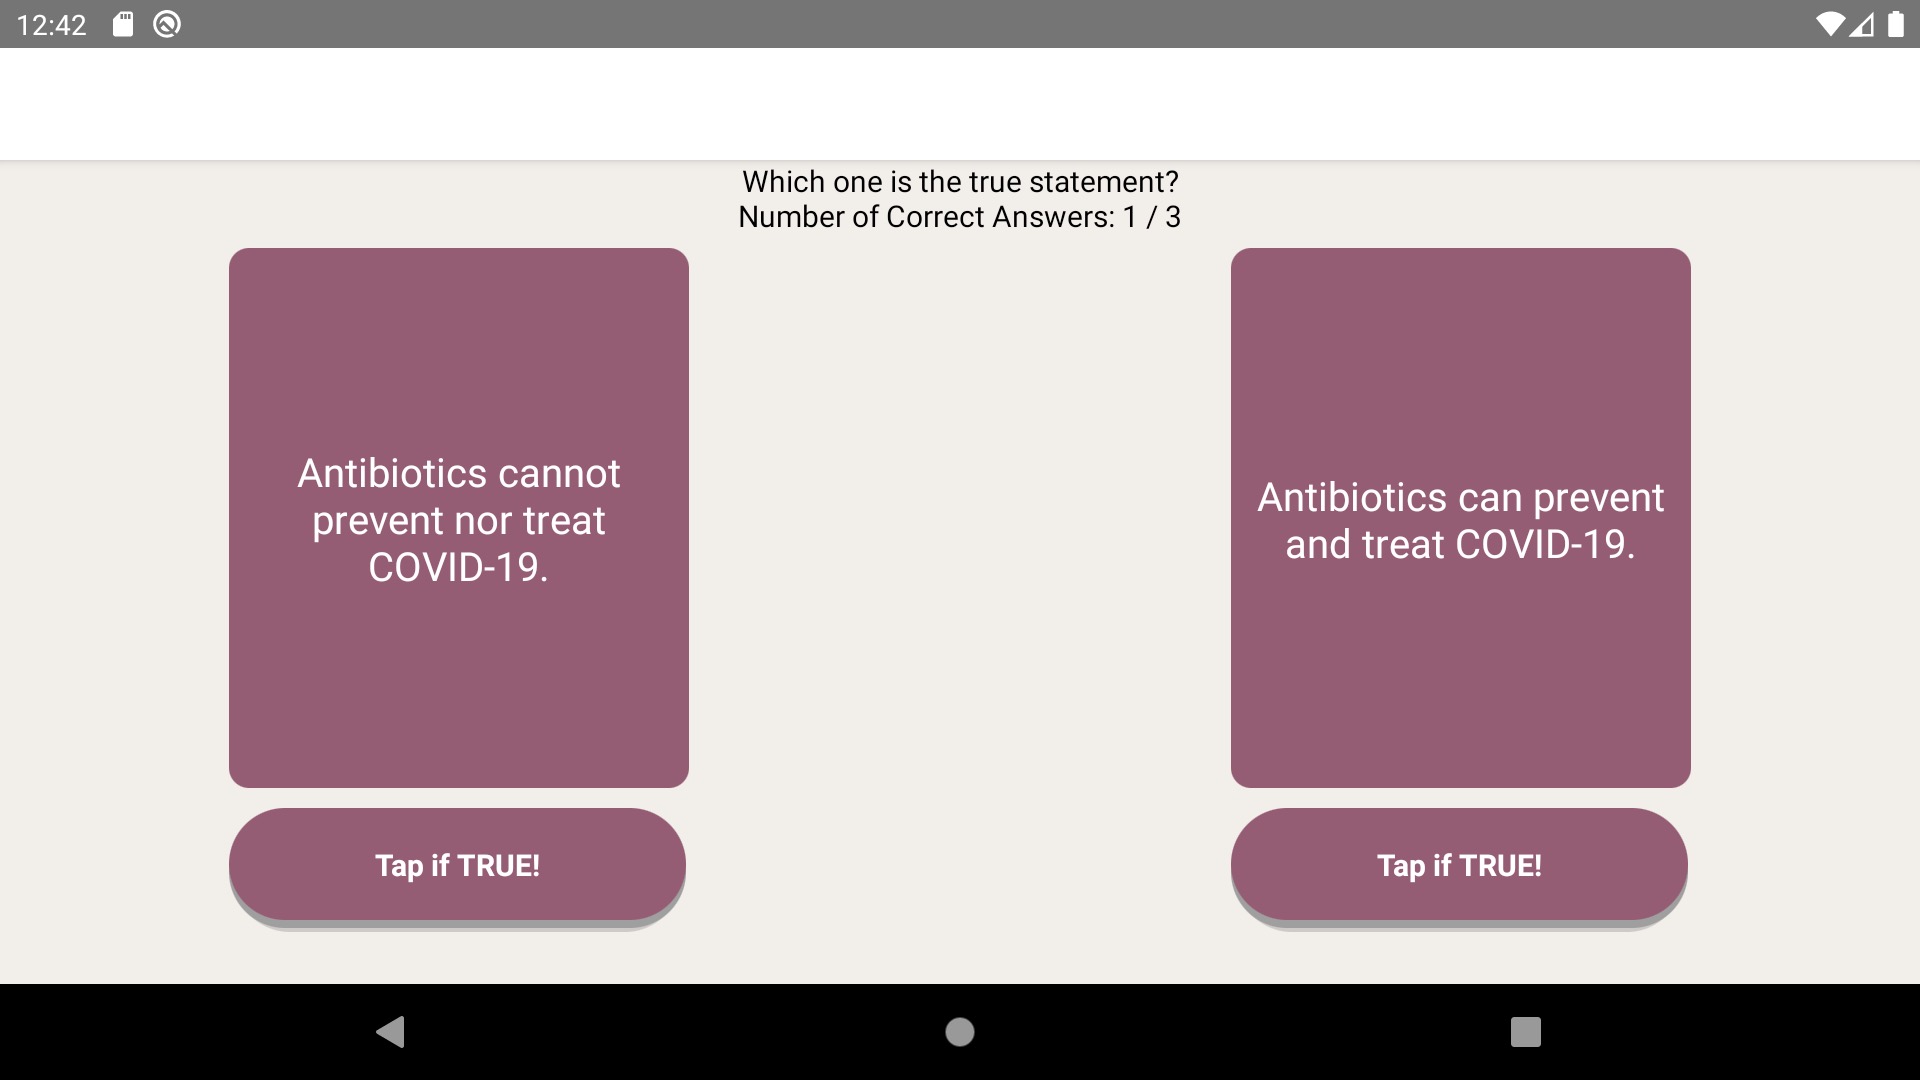 12:42
Which one is the true statement?
Number of Correct Answers: 1 / 3
Antibiotics cannot
prevent nor treat
COVID-19.
Tap if TRUE!
Antibiotics can prevent
and treat COVID-19.
Tap if TRUE!